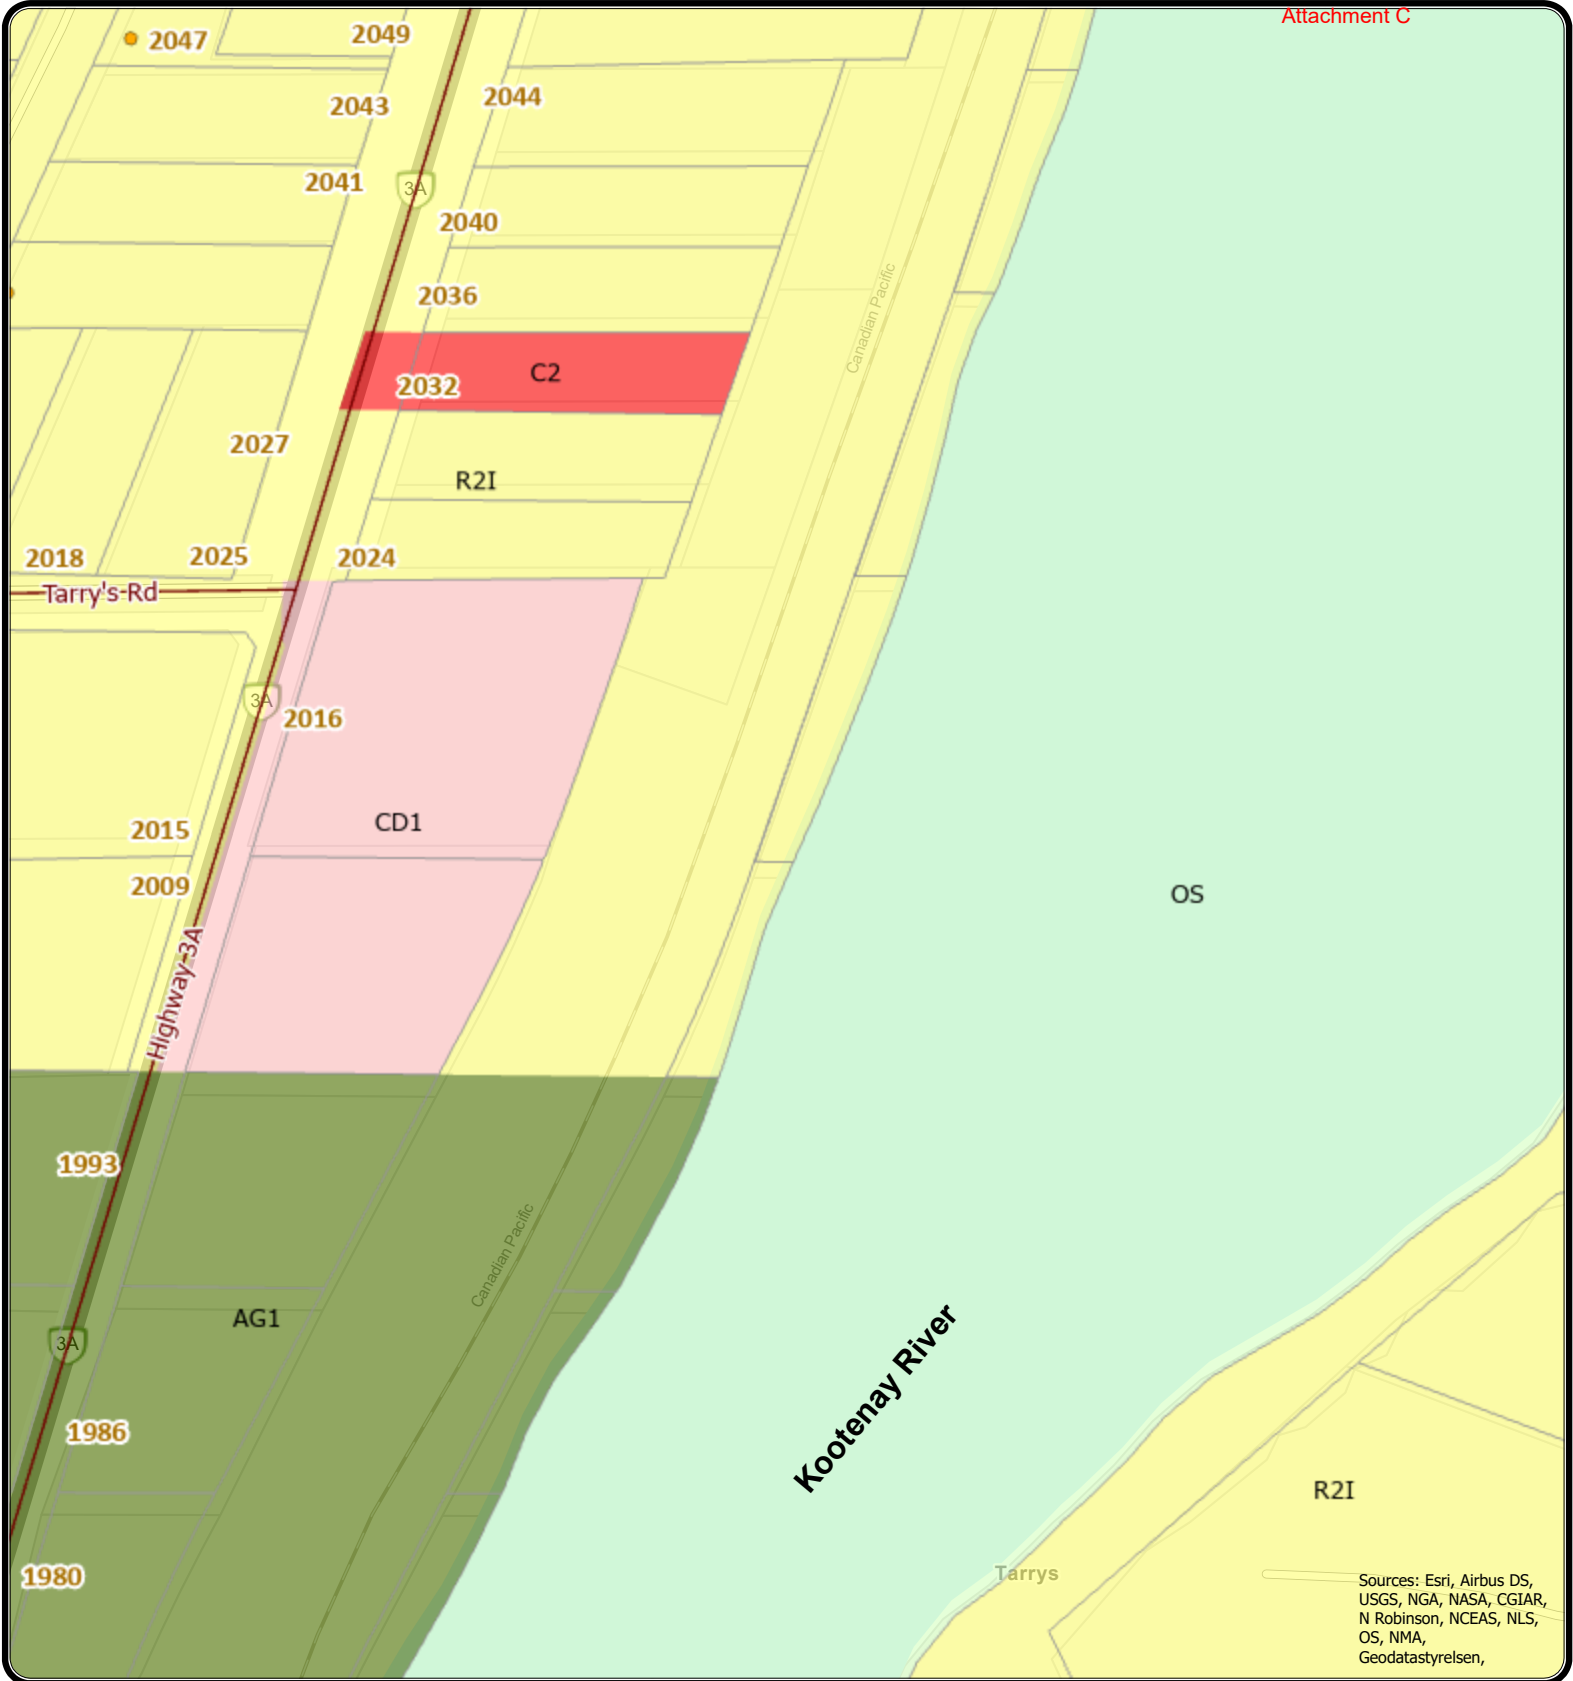 Attachment C
2047
2049
2043
2044
2041
3A
2040
2036
Canadian Pacific
C2
2032
2027
R2I
2018
2025
2024
Tarry's Rd
3A
2016
2015
CD1
2009
OS
Highway 3A
1993
Canadian Pacific
AG1
3A
Kootenay River
1986
R2I
Tarrys
1980
Sources: Esri, Airbus DS,
USGS, NGA, NASA, CGIAR,
N Robinson, NCEAS, NLS,
OS, NMA,
Geodatastyrelsen,